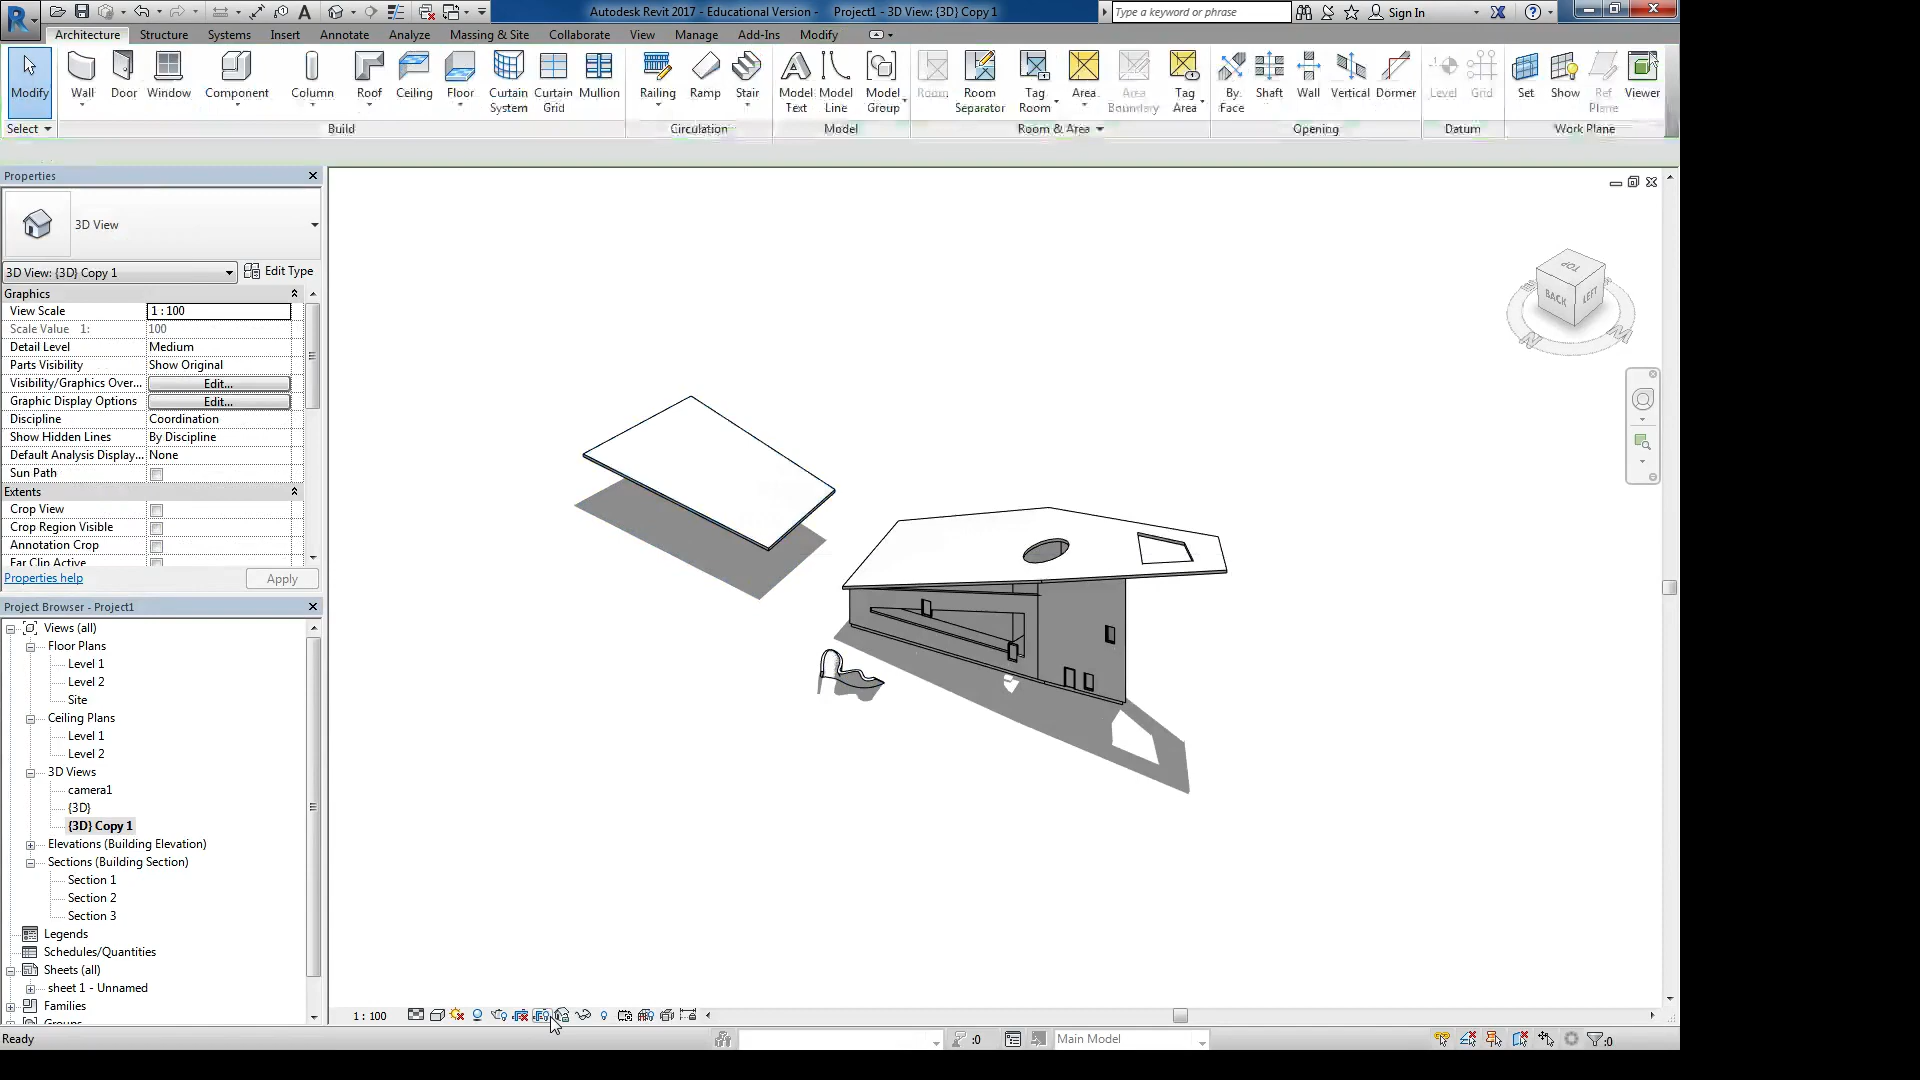 Autodesk Revit 2017 - Educational Version - Project1 - 3D View: {3D} Copy 1
Type a keyword or phrase
Sign In
Architecture Structure Systems Insert Annotate Analyze Massing & Site Collaborate View Manage Add-Ins Modify
Modify Wall Door Window Component Column Roof Ceiling Floor Curtain System Curtain Grid Mullion Railing Ramp Stair Model Text Model Line Model Group Room Room Separator Tag Room Area Area Boundary Tag Area By Face Shaft Wall Vertical Dormer Level Grid Set Show Ref Plane Viewer
Select Build Circulation Model Room & Area Opening Datum Work Plane
Properties
3D View
3D View: {3D} Copy 1 Edit Type
Graphics
View Scale 1 : 100
Scale Value 1: 100
Detail Level Medium
Parts Visibility Show Original
Visibility/Graphics Over... Edit...
Graphic Display Options Edit...
Discipline Coordination
Show Hidden Lines By Discipline
Default Analysis Display... None
Sun Path
Extents
Crop View
Crop Region Visible
Annotation Crop
Far Clip Active
Properties help Apply
Project Browser - Project1
Views (all)
Floor Plans
Level 1
Level 2
Site
Ceiling Plans
Level 1
Level 2
3D Views
camera1
{3D}
{3D} Copy 1
Elevations (Building Elevation)
Sections (Building Section)
Section 1
Section 2
Section 3
Legends
Schedules/Quantities
Sheets (all)
sheet 1 - Unnamed
Families
Groups
TOP
BACK LEFT
1 : 100
Ready
:0
Main Model
:0